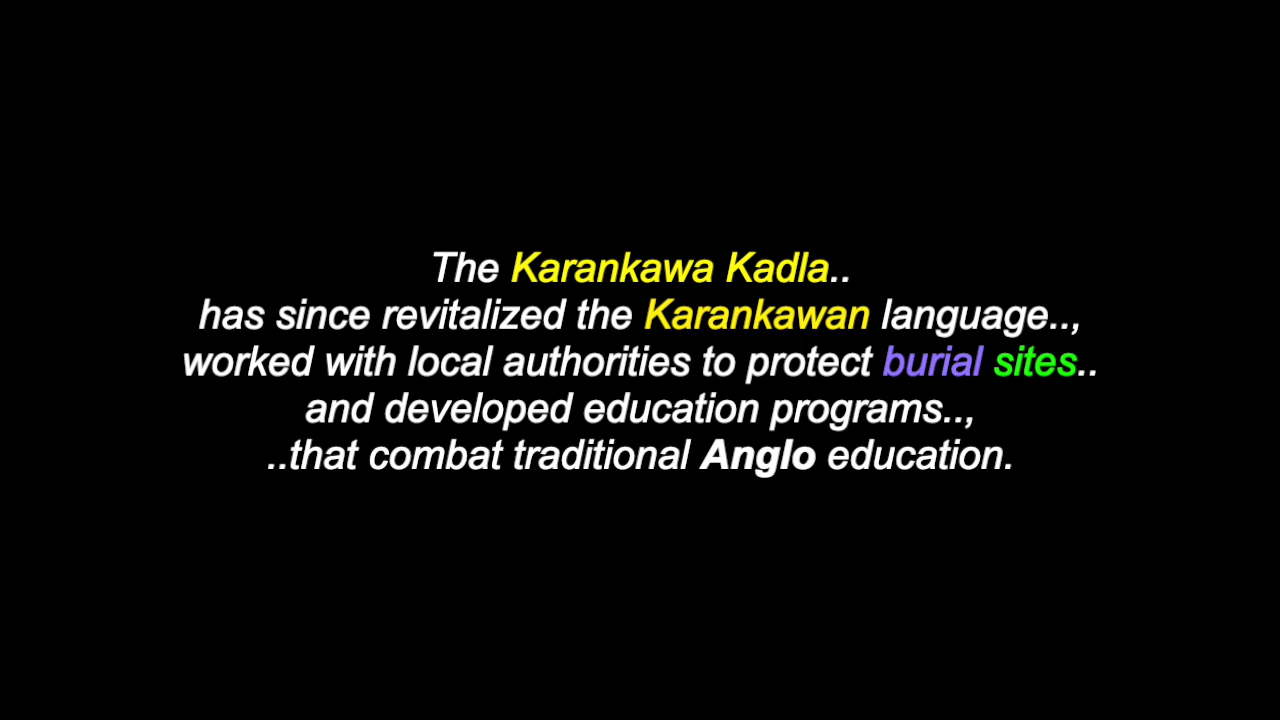 The Karankawa Kadla..
has since revitalized the Karankawan language..,
worked with local authorities to protect burial sites..
and developed education programs..,
..that combat traditional Anglo education.